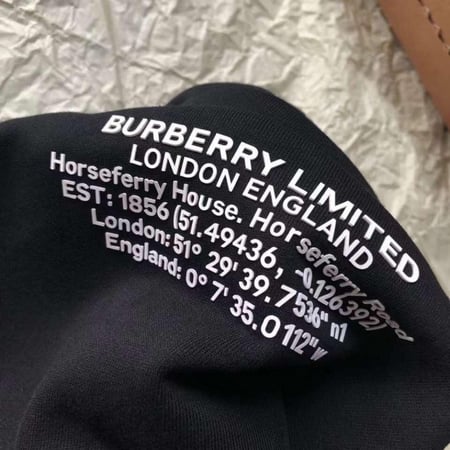 BURBERRY LIMITED
LONDON ENGLAND
Horseferry House. Horseferry Road
EST: 1856 (51.49436, -0.126392)
London: 51° 29' 39.7536" n1
England: 0° 7' 35.0112" w